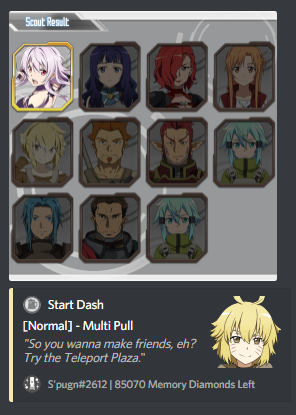 Scout Result
Start Dash
[Normal] - Multi Pull
"So you wanna make friends, eh?
Try the Teleport Plaza."
S'pugn#2612 | 85070 Memory Diamonds Left